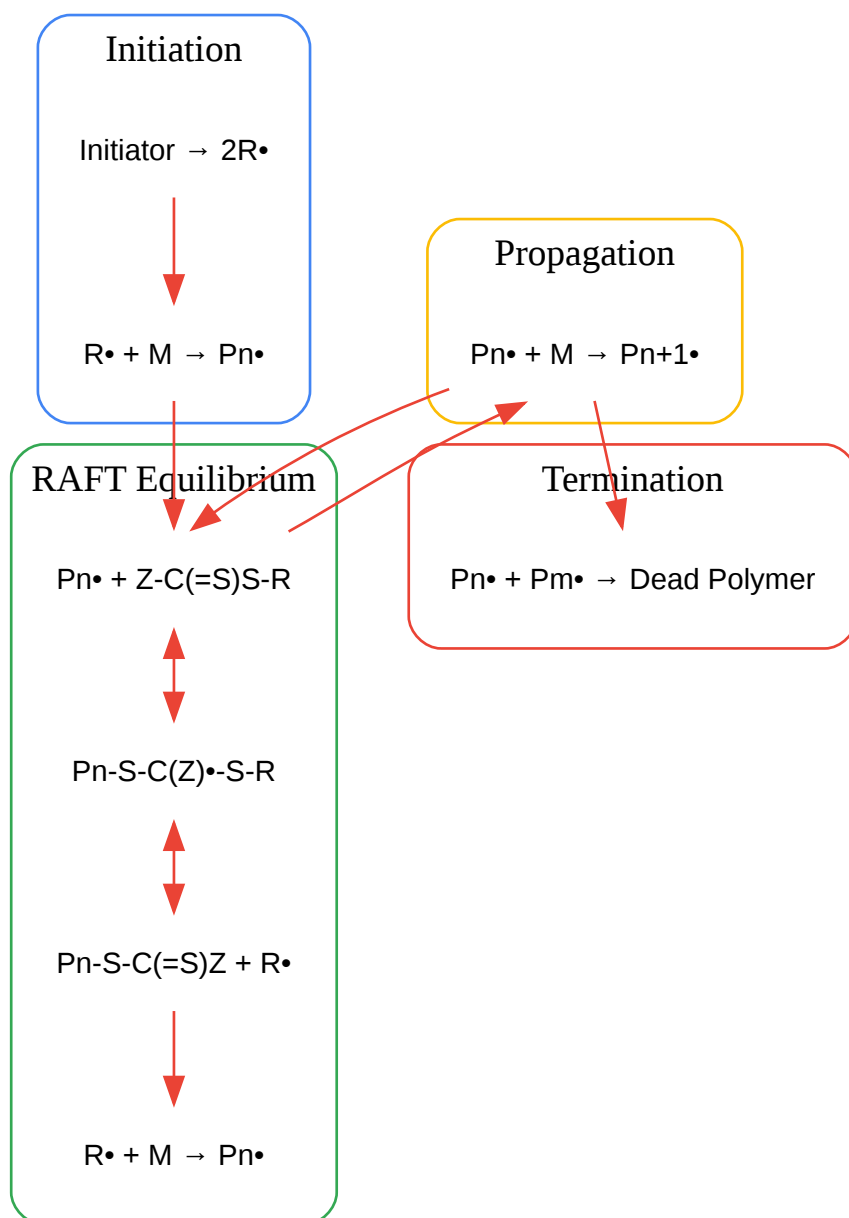 Initiation
Initiator → 2R•
R• + M → Pn•
Propagation
Pn• + M → Pn+1•
RAFT Equilibrium
Pn• + Z-C(=S)S-R
Pn-S-C(Z)•-S-R
Pn-S-C(=S)Z + R•
R• + M → Pn•
Termination
Pn• + Pm• → Dead Polymer